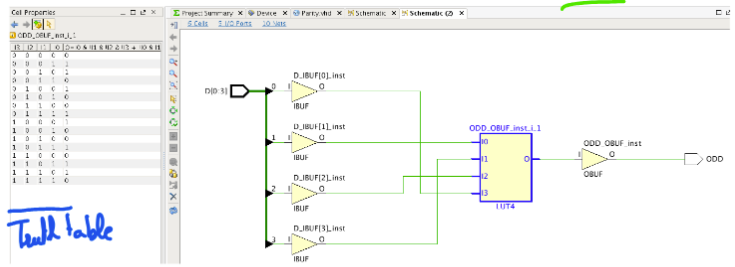 Cell Properties
ODD_OBUF_inst_i_1
I3 I2 I1 I0
0 0 0 0 0
0 0 0 1 1
0 0 1 0 1
0 0 1 1 0
0 1 0 0 1
0 1 0 1 0
0 1 1 0 0
0 1 1 1 1
1 0 0 0 1
1 0 0 1 0
1 0 1 0 0
1 0 1 1 1
1 1 0 0 0
1 1 0 1 1
1 1 1 0 1
1 1 1 1 0
Truth Table
Project Summary Device Parity.vhd Schematic Schematic (2)
5 Cells 5 I/O Ports 10 Nets
D[0:3]
0 I D_IBUF[0]_inst O
IBUF
1 I D_IBUF[1]_inst O
IBUF
2 I D_IBUF[2]_inst O
IBUF
3 I D_IBUF[3]_inst O
IBUF
ODD_OBUF_inst_i_1
I0
I1 O
I2
I3
LUT4
ODD_OBUF_inst
I O
OBUF
ODD